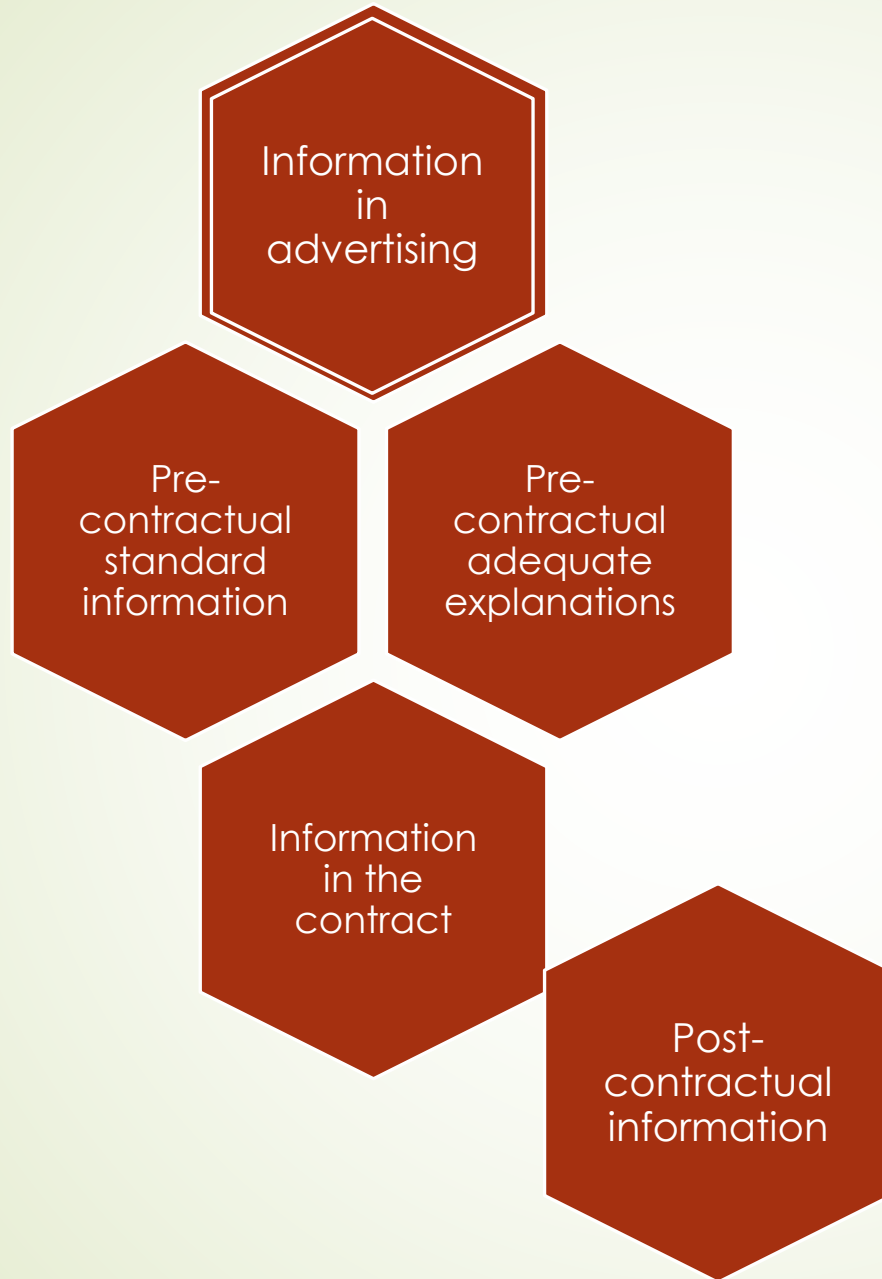 Information
in
advertising
Pre-
contractual
standard
information
Pre-
contractual
adequate
explanations
Information
in the
contract
Post-
contractual
information